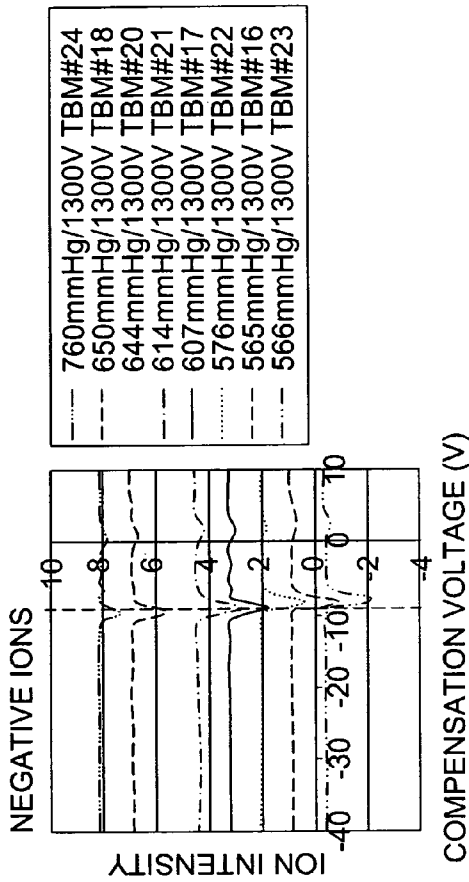 NEGATIVE IONS
ION INTENSITY
10
8
6
4
2
0
-2
-4
-40
-30
-20
-10
0
10
COMPENSATION VOLTAGE (V)
760mmHg/1300V TBM#24
650mmHg/1300V TBM#18
644mmHg/1300V TBM#20
614mmHg/1300V TBM#21
607mmHg/1300V TBM#17
576mmHg/1300V TBM#22
565mmHg/1300V TBM#16
566mmHg/1300V TBM#23